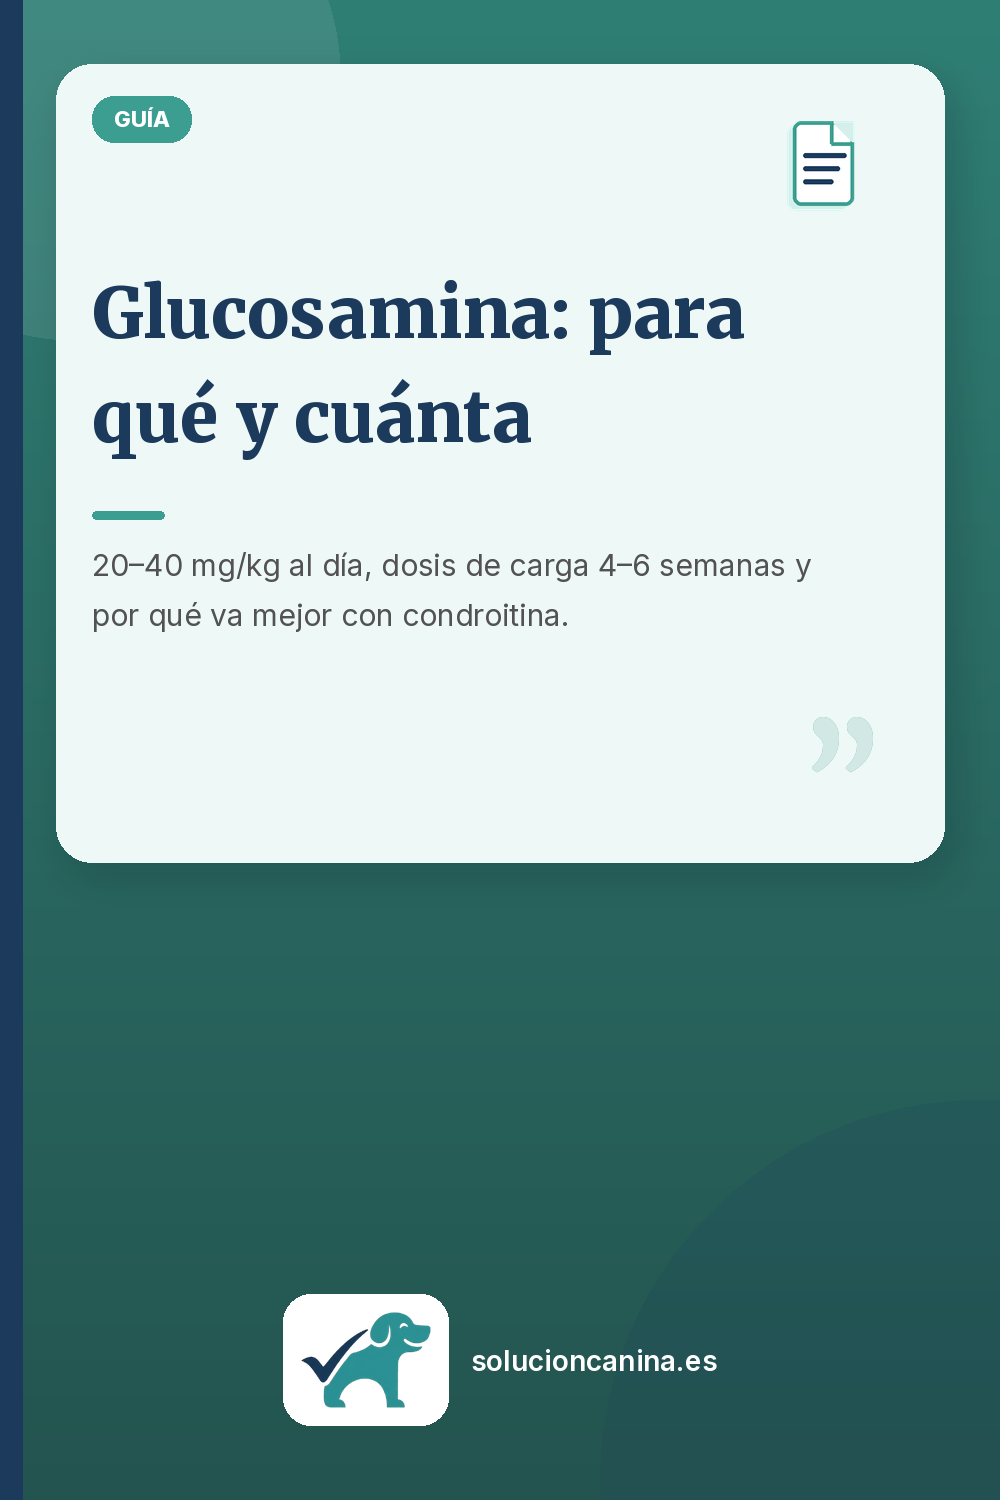 GUÍA
Glucosamina: para
qué y cuánta
20–40 mg/kg al día, dosis de carga 4–6 semanas y
por qué va mejor con condroitina.
”
solucioncanina.es